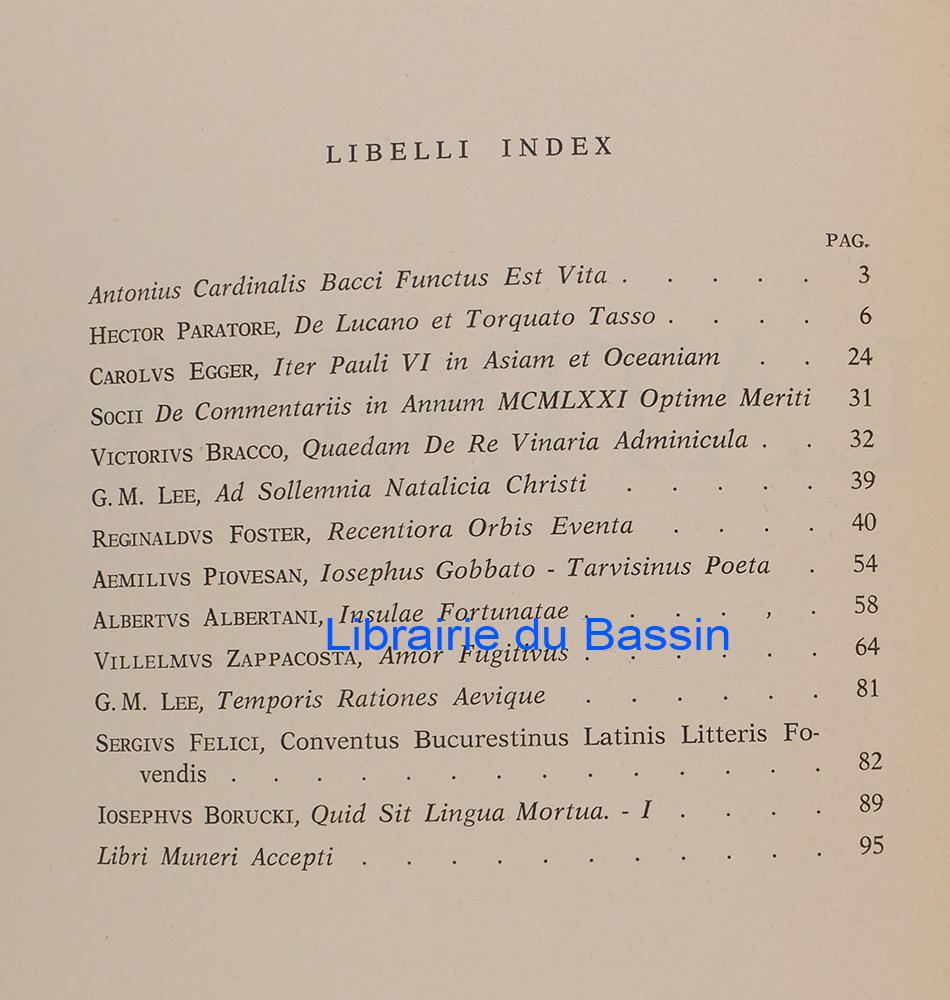 LIBELLI INDEX
PAG.
Antonius Cardinalis Bacci Functus Est Vita . . . . . 3
HECTOR PARATORE, De Lucano et Torquato Tasso . . . . 6
CAROLVS EGGER, Iter Pauli VI in Asiam et Oceaniam . . 24
SOCII De Commentariis in Annum MCMLXXI Optime Meriti 31
VICTORIVS BRACCO, Quaedam De Re Vinaria Adminicula . . 32
G. M. LEE, Ad Sollemnia Natalicia Christi . . . . . 39
REGINALDVS FOSTER, Recentiora Orbis Eventa . . . . 40
AEMILIVS PIOVESAN, Iosephus Gobbato - Tarvisinus Poeta . 54
ALBERTVS ALBERTANI, Insulae Fortunatae . . . . , . 58
Librairie du Bassin
VILLELMVS ZAPPACOSTA, Amor Fugitivus . . . . . . 64
G. M. LEE, Temporis Rationes Aevique . . . . . . 81
SERGIVS FELICI, Conventus Bucurestinus Latinis Litteris Fo-
vendis . . . . . . . . . . . . . . 82
IOSEPHVS BORUCKI, Quid Sit Lingua Mortua. - I . . . . 89
Libri Muneri Accepti . . . . . . . . . . . 95